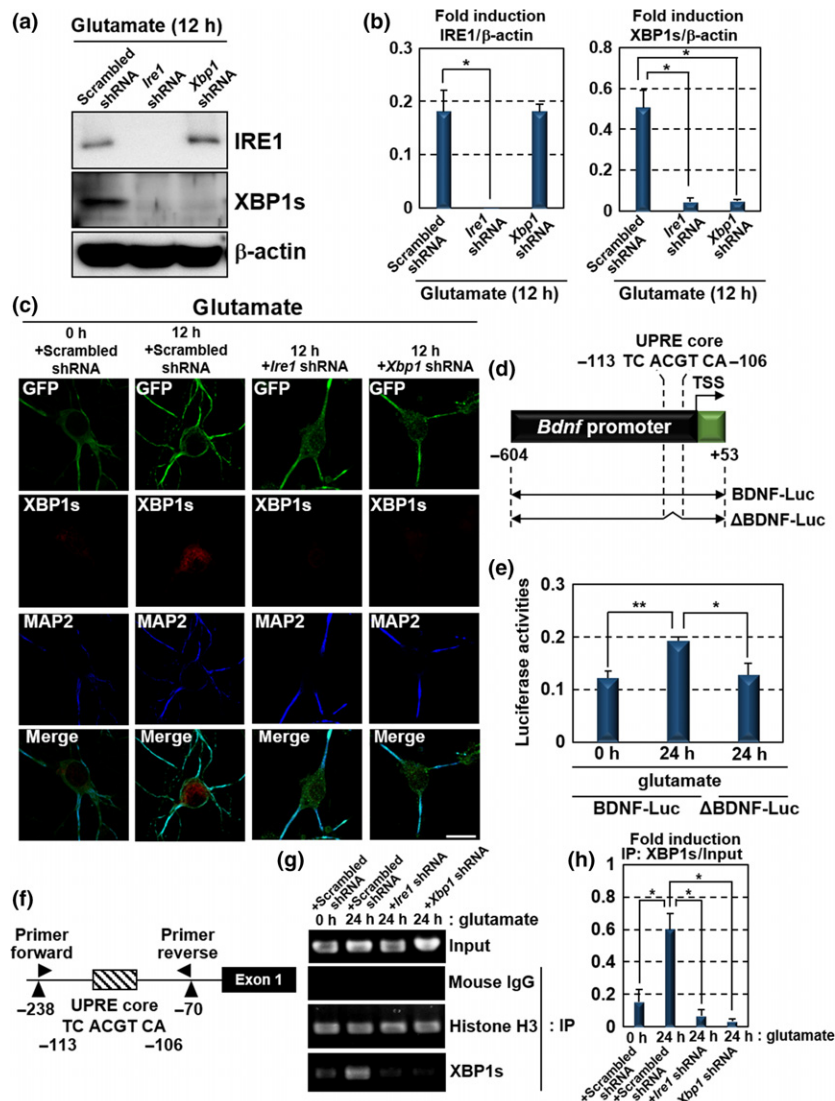 (a)
Glutamate (12 h)
Scrambled shRNA
Ire1 shRNA
Xbp1 shRNA
IRE1
XBP1s
β-actin
(b)
Fold induction
IRE1/β-actin
0.3
0.2
0.1
0
*
Scrambled shRNA
Ire1 shRNA
Xbp1 shRNA
Glutamate (12 h)
Fold induction
XBP1s/β-actin
0.8
0.6
0.4
0.2
0
*
*
Scrambled shRNA
Ire1 shRNA
Xbp1 shRNA
Glutamate (12 h)
(c)
Glutamate
0 h
+Scrambled
shRNA
12 h
+Scrambled
shRNA
12 h
+Ire1 shRNA
12 h
+Xbp1 shRNA
GFP GFP GFP GFP
XBP1s XBP1s XBP1s XBP1s
MAP2 MAP2 MAP2 MAP2
Merge Merge Merge Merge
(d)
UPRE core
−113 TC ACGT CA −106
TSS
Bdnf promoter
−604 +53
BDNF-Luc
ΔBDNF-Luc
(e)
Luciferase activities
0.3
0.2
0.1
0
**
*
0 h 24 h 24 h
glutamate
BDNF-Luc ΔBDNF-Luc
(f)
Primer
forward
Primer
reverse
Exon 1
−238
−70
UPRE core
TC ACGT CA
−113 −106
(g)
+Scrambled shRNA
+Scrambled shRNA
+Ire1 shRNA
+Xbp1 shRNA
0 h 24 h 24 h 24 h : glutamate
Input
Mouse IgG
Histone H3
XBP1s
: IP
(h)
Fold induction
IP: XBP1s/Input
1
0.8
0.6
0.4
0.2
0
*
*
*
0 h 24 h 24 h 24 h : glutamate
+Scrambled shRNA
+Scrambled shRNA
+Ire1 shRNA
+Xbp1 shRNA